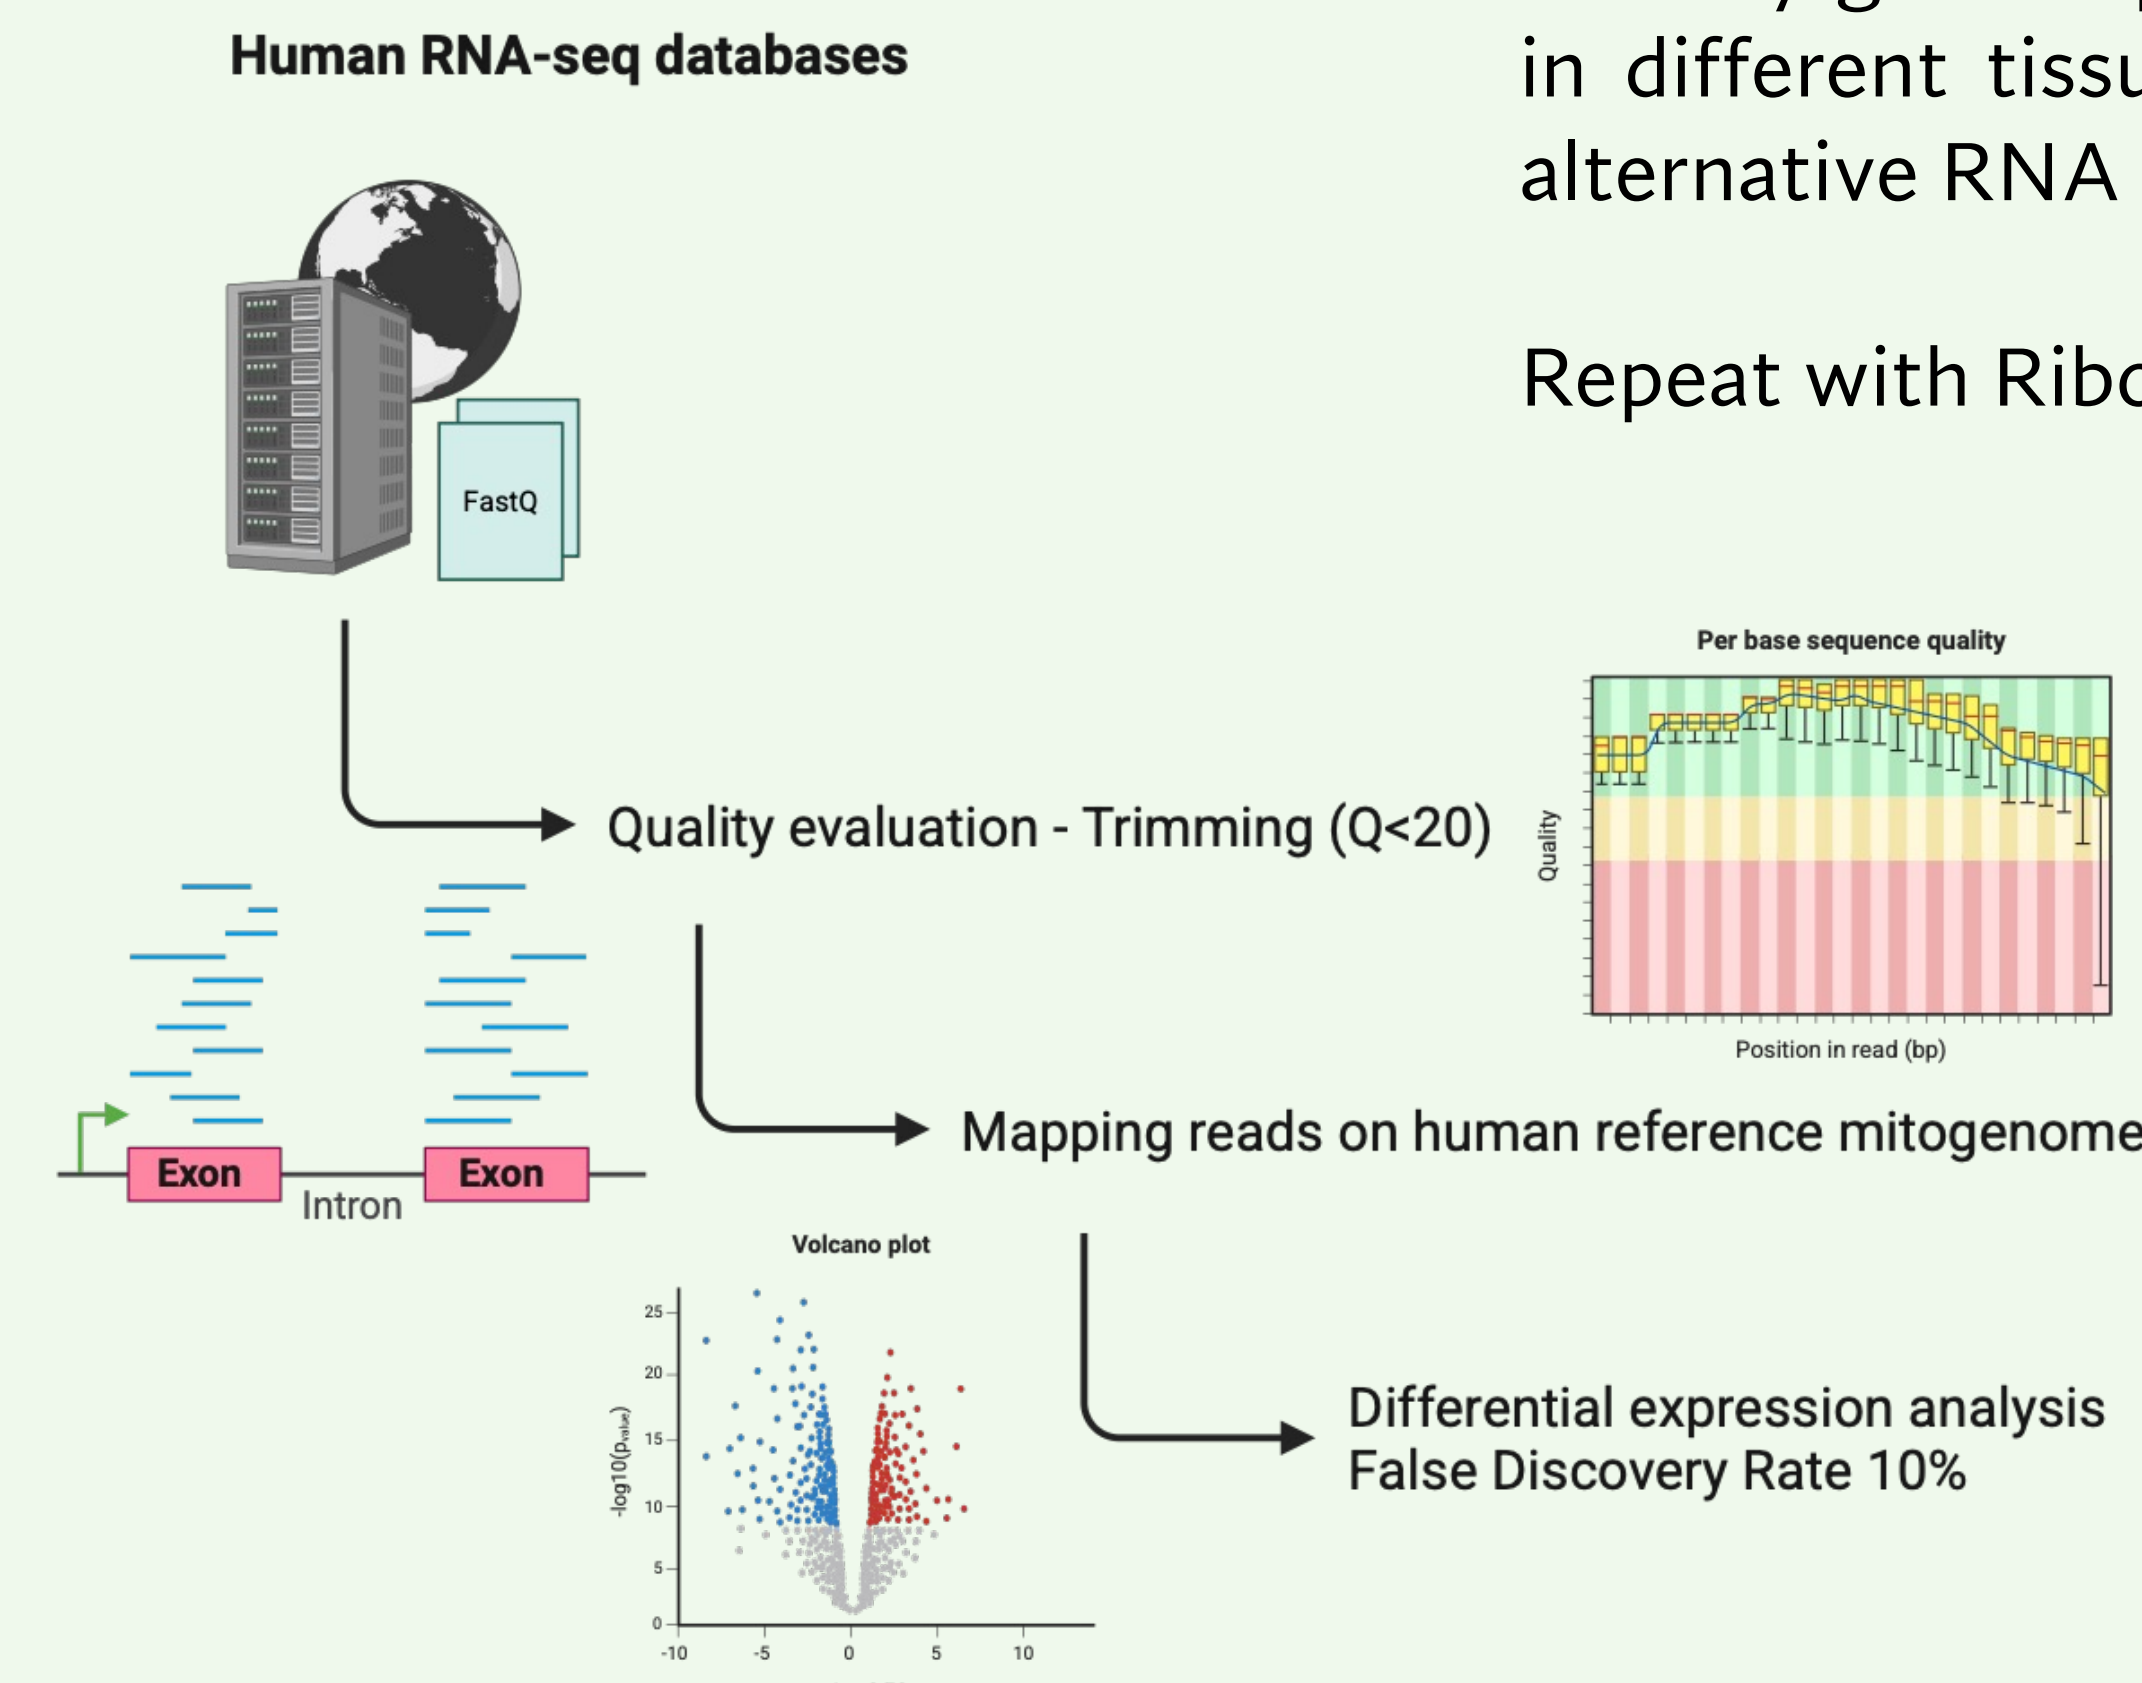 Human RNA-seq databases
in different
alternative RNA
Repeat with
FastQ
Quality evaluation - Trimming (Q<20)
Per base sequence quality
Quality
Position in read (bp)
Exon
Intron
Exon
Mapping reads on human reference mitogenome
Volcano plot
-log10(pvalue)
25
20
15
10
5
0
-10
-5
0
5
10
Differential expression analysis
False Discovery Rate 10%